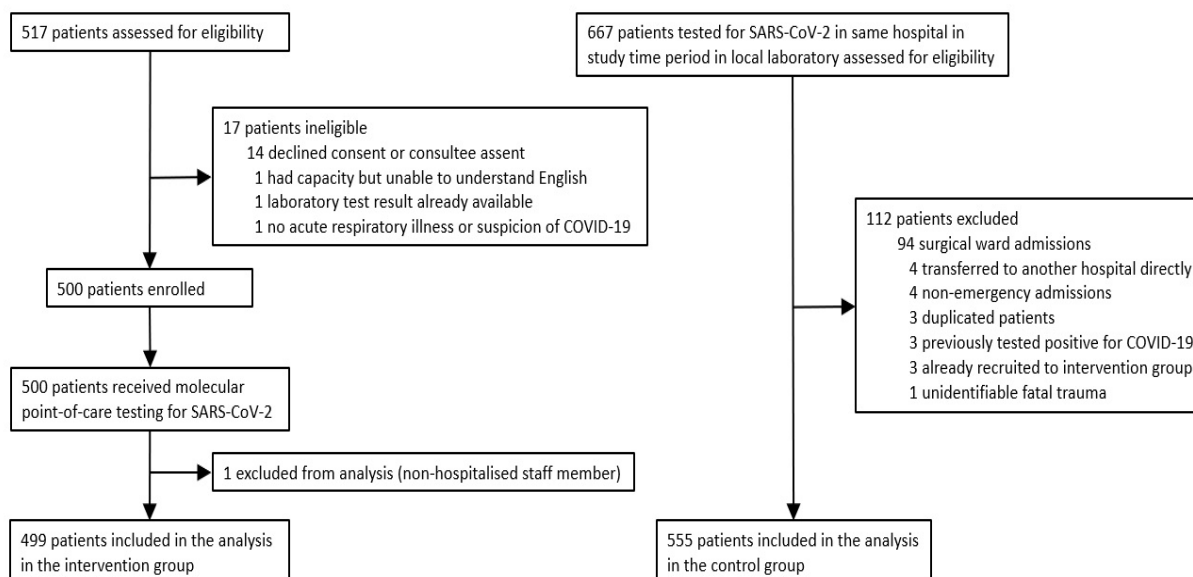 517 patients assessed for eligibility
17 patients ineligible
14 declined consent or consultee assent
1 had capacity but unable to understand English
1 laboratory test result already available
1 no acute respiratory illness or suspicion of COVID-19
500 patients enrolled
500 patients received molecular
point-of-care testing for SARS-CoV-2
1 excluded from analysis (non-hospitalised staff member)
499 patients included in the analysis
in the intervention group
667 patients tested for SARS-CoV-2 in same hospital in
study time period in local laboratory assessed for eligibility
112 patients excluded
94 surgical ward admissions
4 transferred to another hospital directly
4 non-emergency admissions
3 duplicated patients
3 previously tested positive for COVID-19
3 already recruited to intervention group
1 unidentifiable fatal trauma
555 patients included in the analysis
in the control group